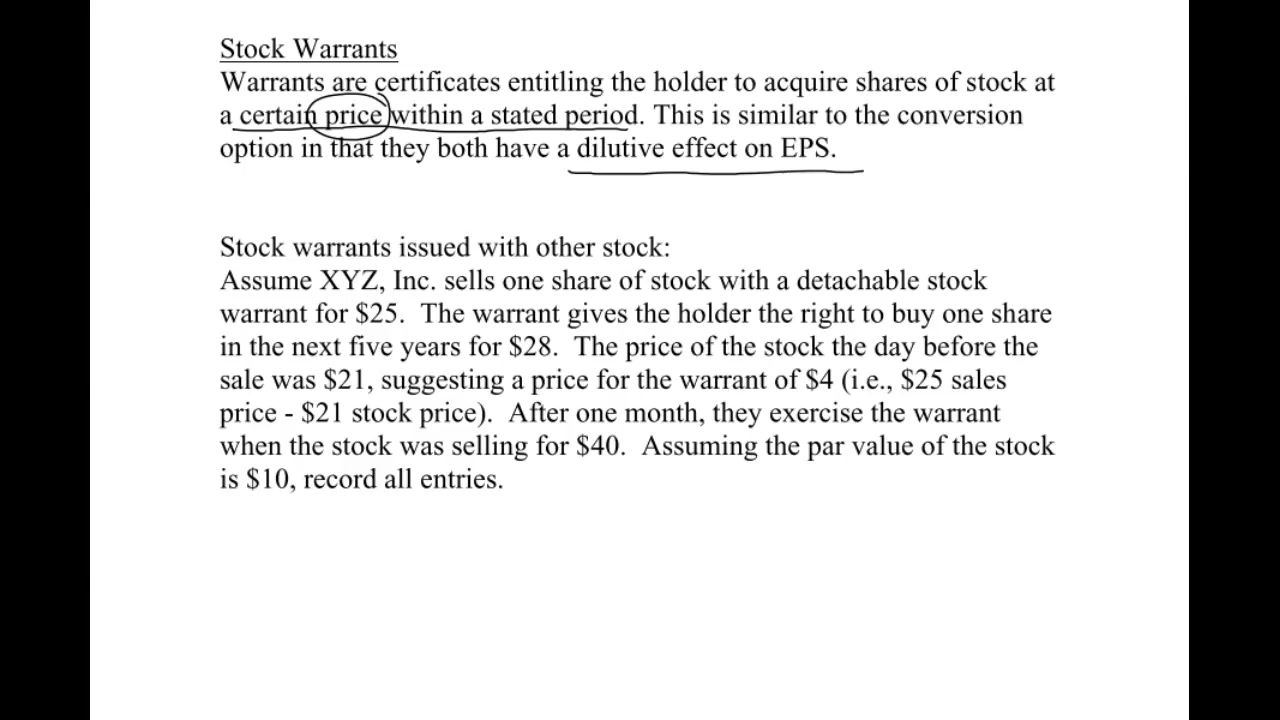 Stock Warrants
Warrants are certificates entitling the holder to acquire shares of stock at
a certain price within a stated period. This is similar to the conversion
option in that they both have a dilutive effect on EPS.
Stock warrants issued with other stock:
Assume XYZ, Inc. sells one share of stock with a detachable stock
warrant for $25. The warrant gives the holder the right to buy one share
in the next five years for $28. The price of the stock the day before the
sale was $21, suggesting a price for the warrant of $4 (i.e., $25 sales
price - $21 stock price). After one month, they exercise the warrant
when the stock was selling for $40. Assuming the par value of the stock
is $10, record all entries.